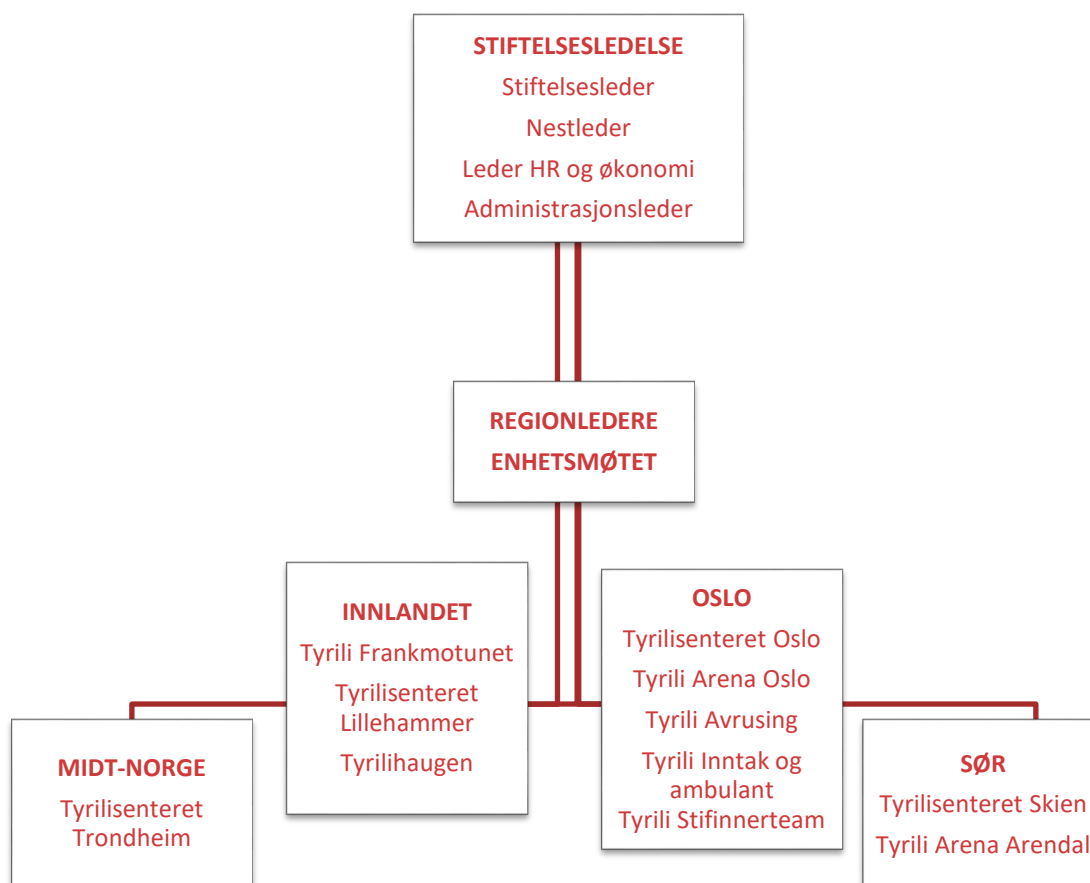 STIFTELSESLEDELSE
Stiftelsesleder
Nestleder
Leder HR og økonomi
Administrasjonsleder
REGIONLEDERE
ENHETSMØTET
MIDT-NORGE
Tyrilisenteret
Trondheim
INNLANDET
Tyrili Frankmotunet
Tyrilisenteret
Lillehammer
Tyrilihaugen
OSLO
Tyrilisenteret Oslo
Tyrili Arena Oslo
Tyrili Avrusing
Tyrili Inntak og
ambulant
Tyrili Stifinnerteam
SØR
Tyrilisenteret Skien
Tyrili Arena Arendal